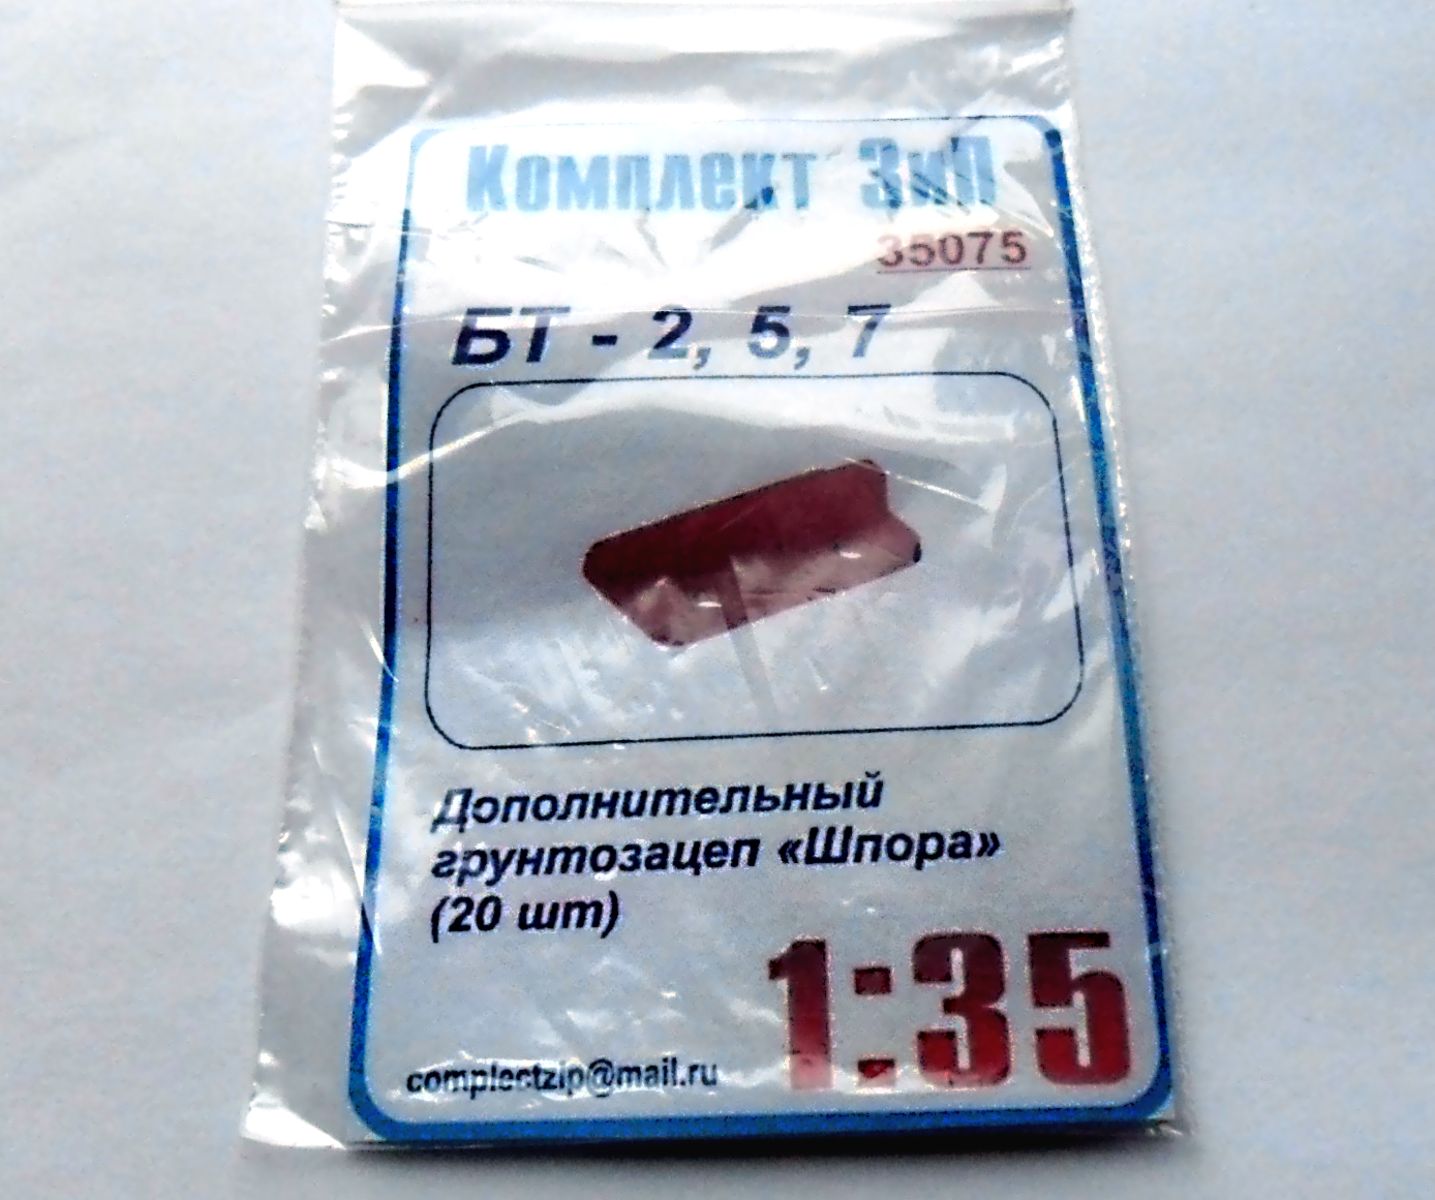 Комплект ЗиП
35075
БТ - 2, 5, 7
Дополнительный
грунтозацеп «Шпора»
(20 шт)
1:35
complectzip@mail.ru